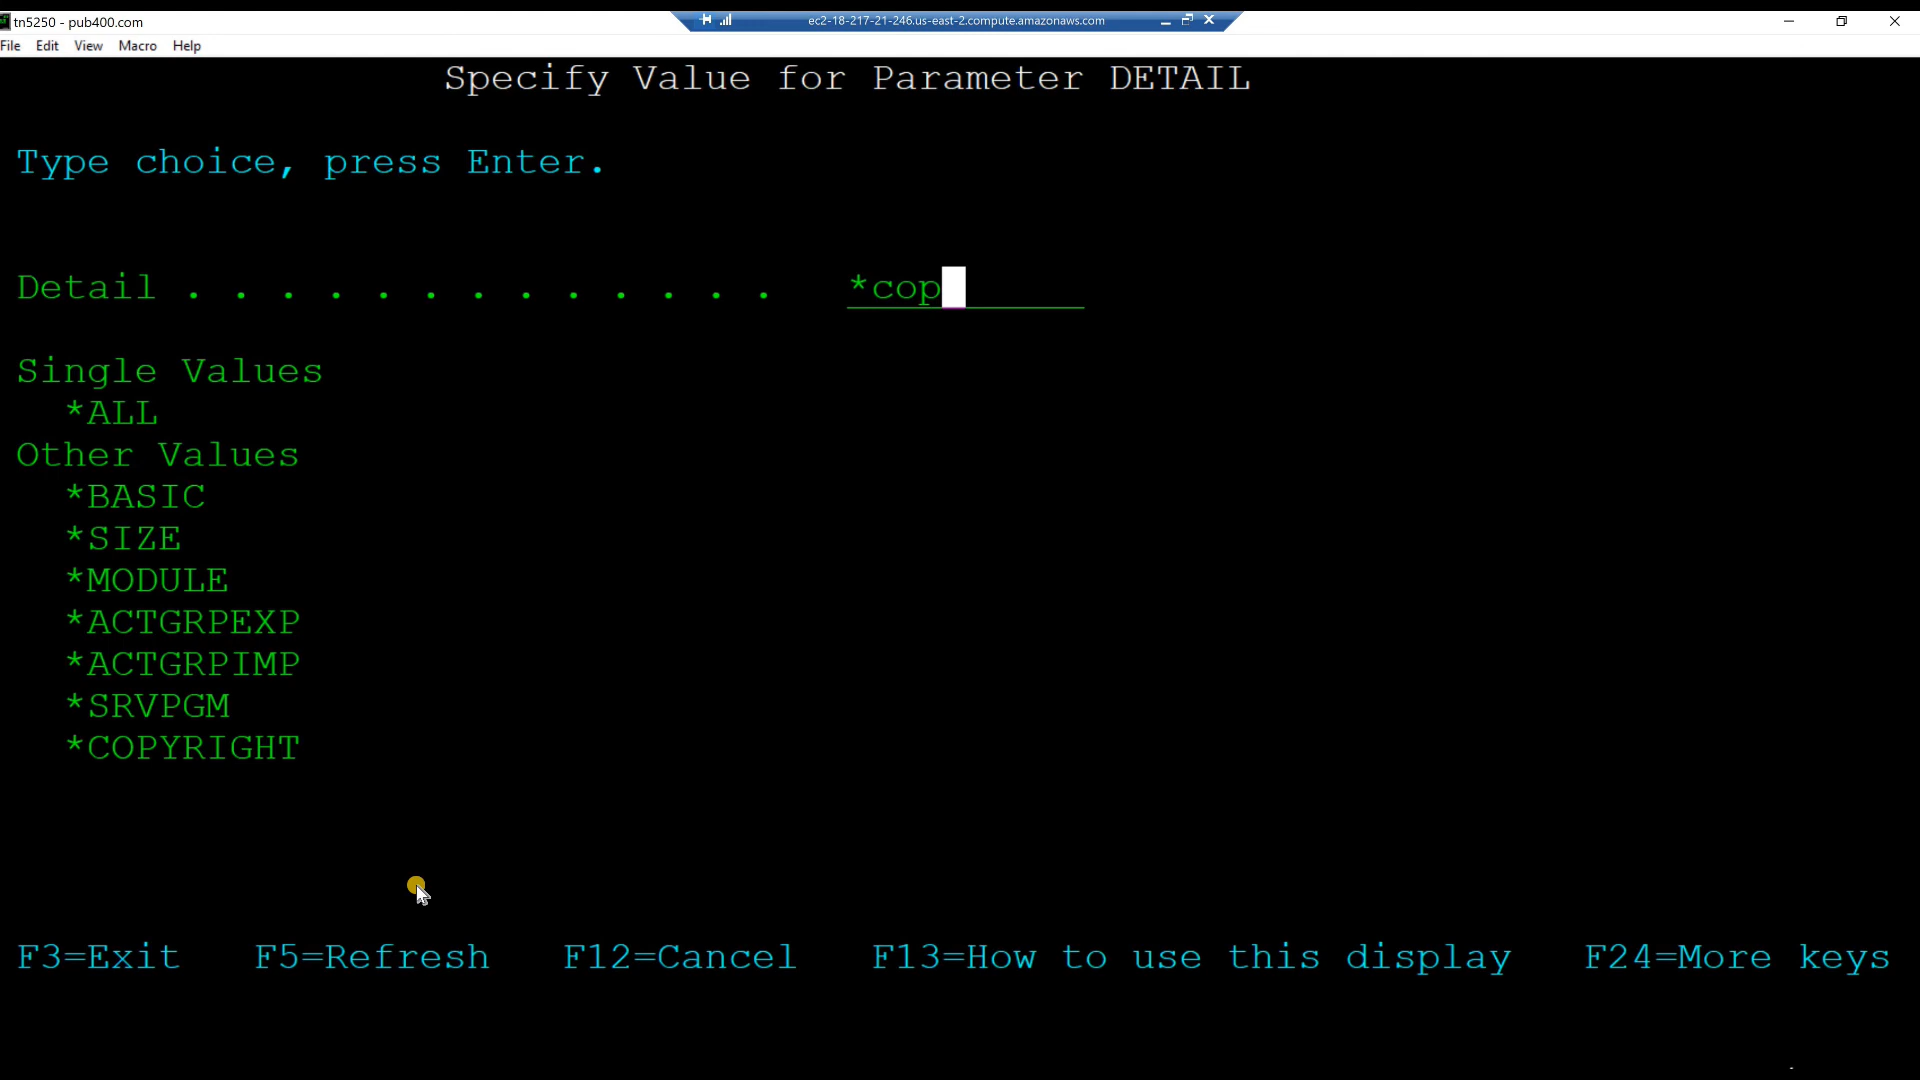 tn5250 - pub400.com
ec2-18-217-21-246.us-east-2.compute.amazonaws.com
File Edit View Macro Help
Specify Value for Parameter DETAIL
Type choice, press Enter.
Detail . . . . . . . . . . . . . *cop
Single Values
*ALL
Other Values
*BASIC
*SIZE
*MODULE
*ACTGRPEXP
*ACTGRPIMP
*SRVPGM
*COPYRIGHT
F3=Exit F5=Refresh F12=Cancel F13=How to use this display F24=More keys